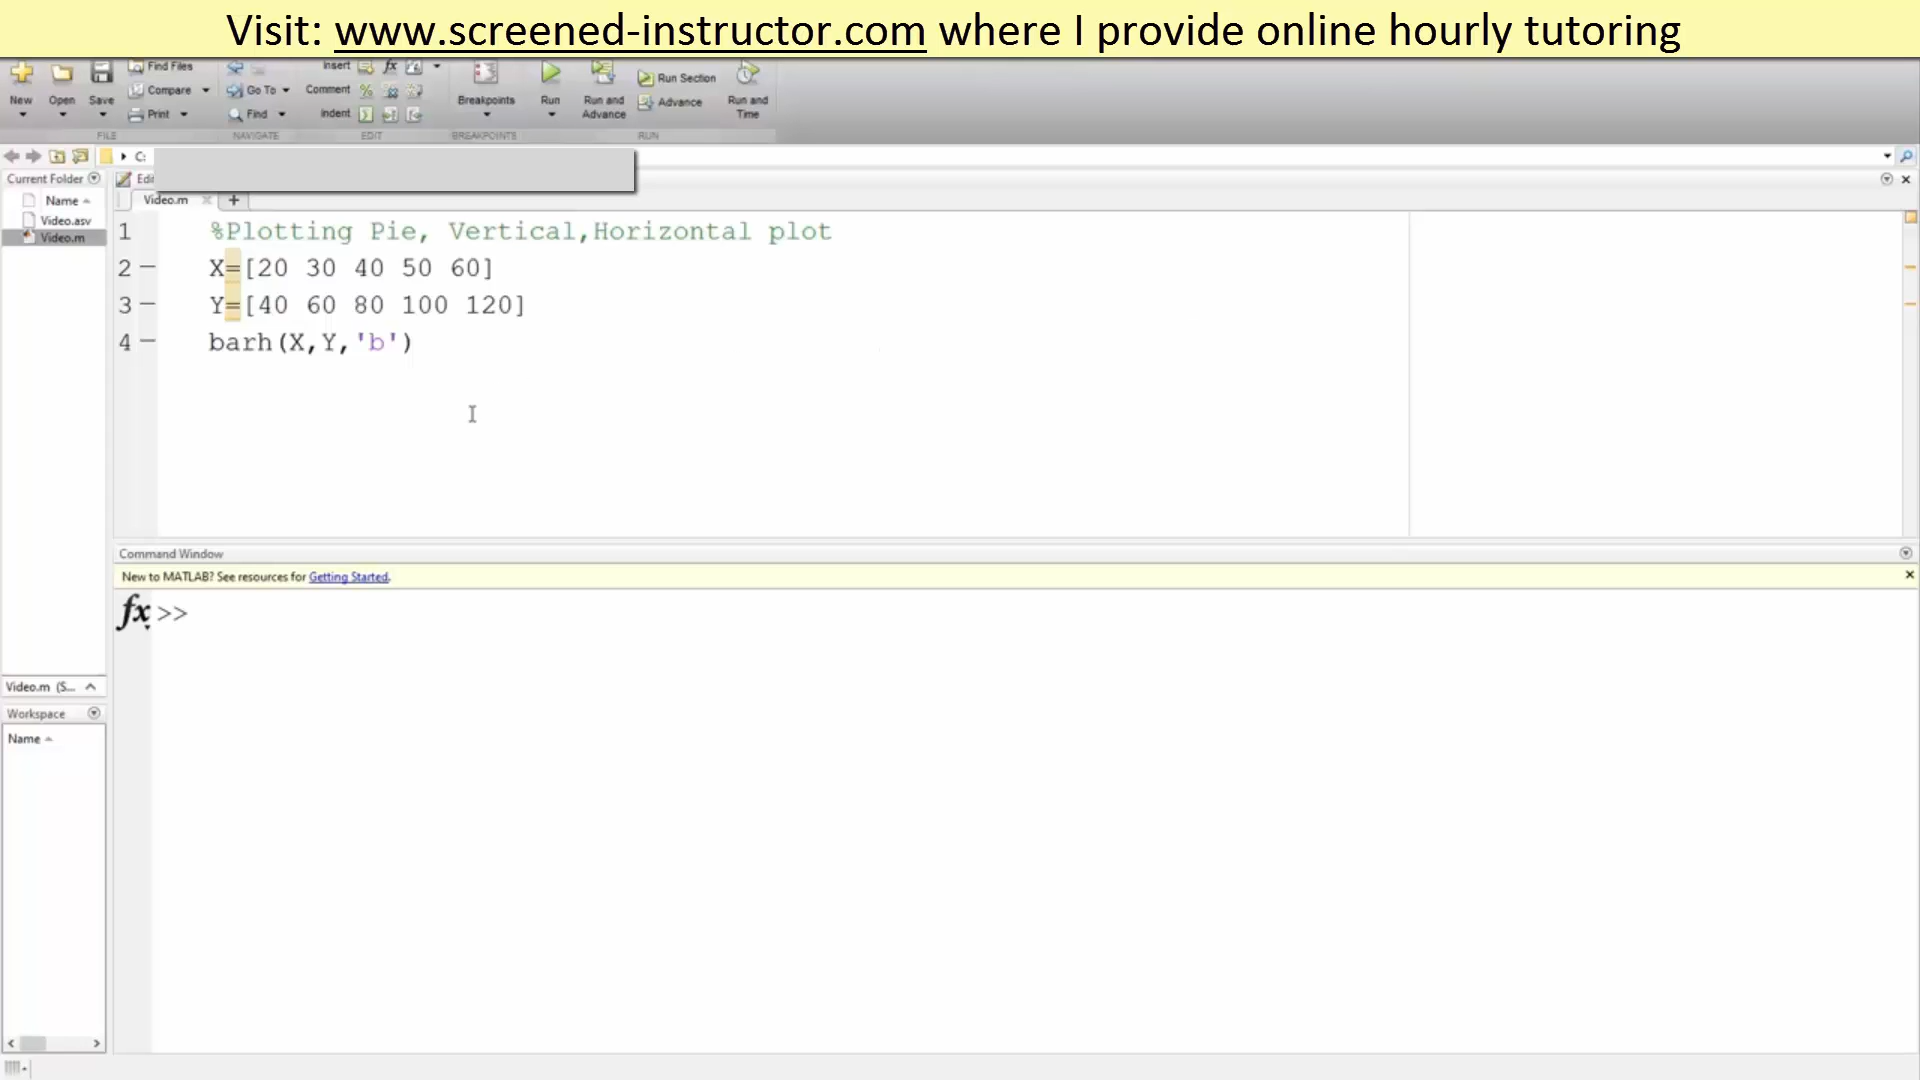 Visit: www.screened-instructor.com where I provide online hourly tutoring
New
Open
Save
Find Files
Compare
Print
Go To
Find
Insert
Comment
Indent
Breakpoints
Run
Run and
Advance
Run Section
Advance
Run and
Time
FILE
NAVIGATE
EDIT
BREAKPOINTS
RUN
C:
Current Folder
Name
Video.asv
Video.m
Video.m
1 %Plotting Pie, Vertical,Horizontal plot
2 X=[20 30 40 50 60]
3 Y=[40 60 80 100 120]
4 barh(X,Y,'b')
Command Window
New to MATLAB? See resources for Getting Started.
fx >>
Video.m (S...
Workspace
Name